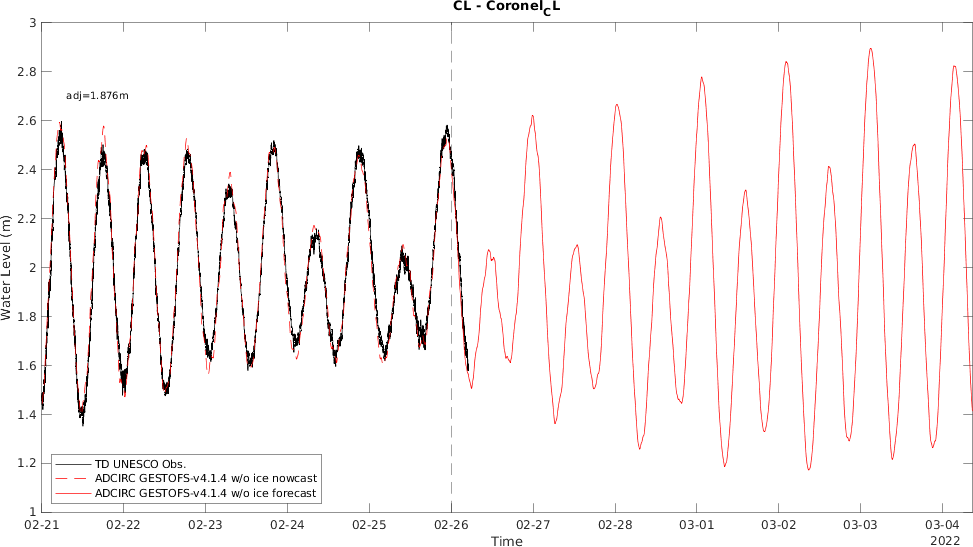 CL - Coronel_CL
3
2.8
adj=1.876m
2.6
2.4
2.2
2
1.8
1.6
1.4
1.2
1
Water Level (m)
TD UNESCO Obs.
ADCIRC GESTOFS-v4.1.4 w/o ice nowcast
ADCIRC GESTOFS-v4.1.4 w/o ice forecast
02-21 02-22 02-23 02-24 02-25 02-26 02-27 02-28 03-01 03-02 03-03 03-04
Time 2022